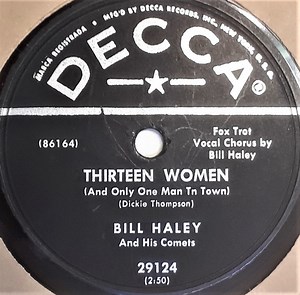 MARCA REGISTRADA • MF'D BY DECCA RECORDS, INC., NEW YORK, U.S.A.
DECCA®
(86164)
Fox Trot
Vocal Chorus by
Bill Haley
THIRTEEN WOMEN
(And Only One Man Tn Town)
(Dickie Thompson)
BILL HALEY
And His Comets
29124
(2:50)